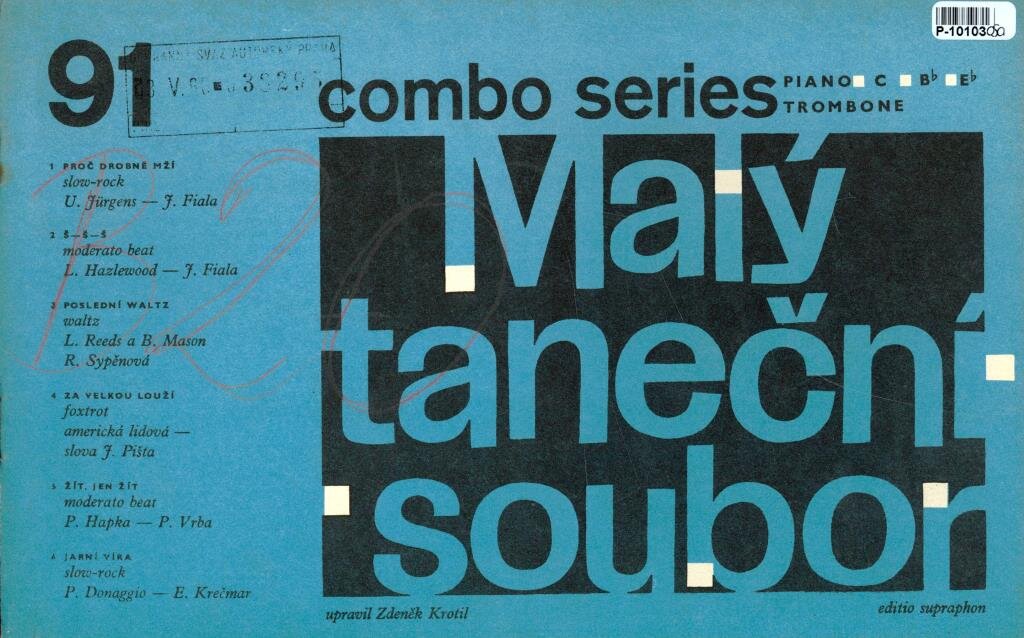 P-10103
91
combo series
PIANO C B♭ E♭
TROMBONE
Malý
taneční
soubor
1 PROČ DROBNĚ MŽÍ
slow-rock
U. Jürgens — J. Fiala
2 Š—Š—Š
moderato beat
L. Hazlewood — J. Fiala
3 POSLEDNÍ WALTZ
waltz
L. Reeds a B. Mason
R. Sypěnová
4 ZA VELKOU LOUŽÍ
foxtrot
americká lidová —
slova J. Pišta
5 ŽÍT, JEN ŽÍT
moderato beat
P. Hapka — P. Vrba
6 JARNÍ VÍRA
slow-rock
P. Donaggio — E. Krečmar
upravil Zdeněk Krotil
editio supraphon